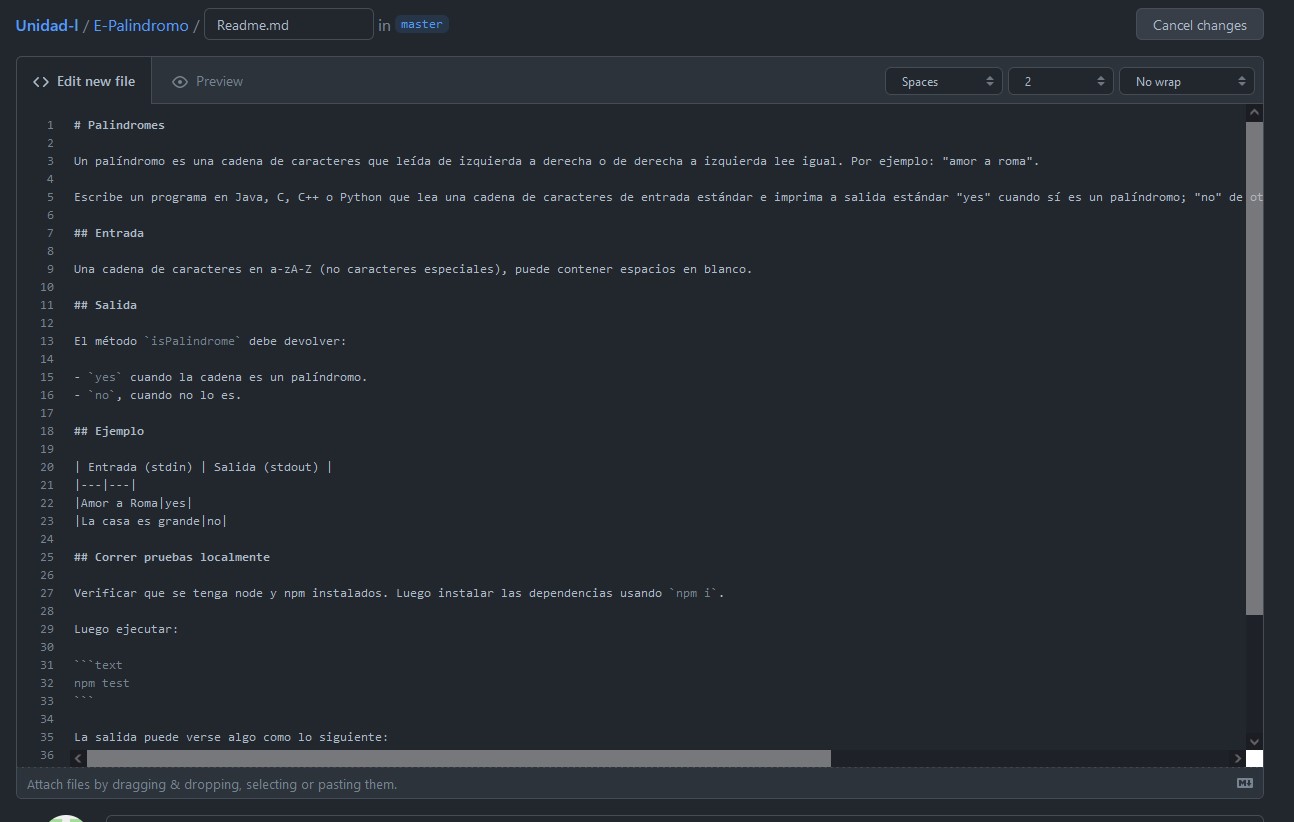 Unidad-I / E-Palindromo / Readme.md in master Cancel changes
Edit new file Preview Spaces 2 No wrap
1 # Palindromes
2
3 Un palíndromo es una cadena de caracteres que leída de izquierda a derecha o de derecha a izquierda lee igual. Por ejemplo: "amor a roma".
4
5 Escribe un programa en Java, C, C++ o Python que lea una cadena de caracteres de entrada estándar e imprima a salida estándar "yes" cuando sí es un palíndromo; "no" de ot
6
7 ## Entrada
8
9 Una cadena de caracteres en a-zA-Z (no caracteres especiales), puede contener espacios en blanco.
10
11 ## Salida
12
13 El método `isPalindrome` debe devolver:
14
15 - `yes` cuando la cadena es un palíndromo.
16 - `no`, cuando no lo es.
17
18 ## Ejemplo
19
20 | Entrada (stdin) | Salida (stdout) |
21 |---|---|
22 |Amor a Roma|yes|
23 |La casa es grande|no|
24
25 ## Correr pruebas localmente
26
27 Verificar que se tenga node y npm instalados. Luego instalar las dependencias usando `npm i`.
28
29 Luego ejecutar:
30
31 ```text
32 npm test
33 ```
34
35 La salida puede verse algo como lo siguiente:
36
Attach files by dragging & dropping, selecting or pasting them.